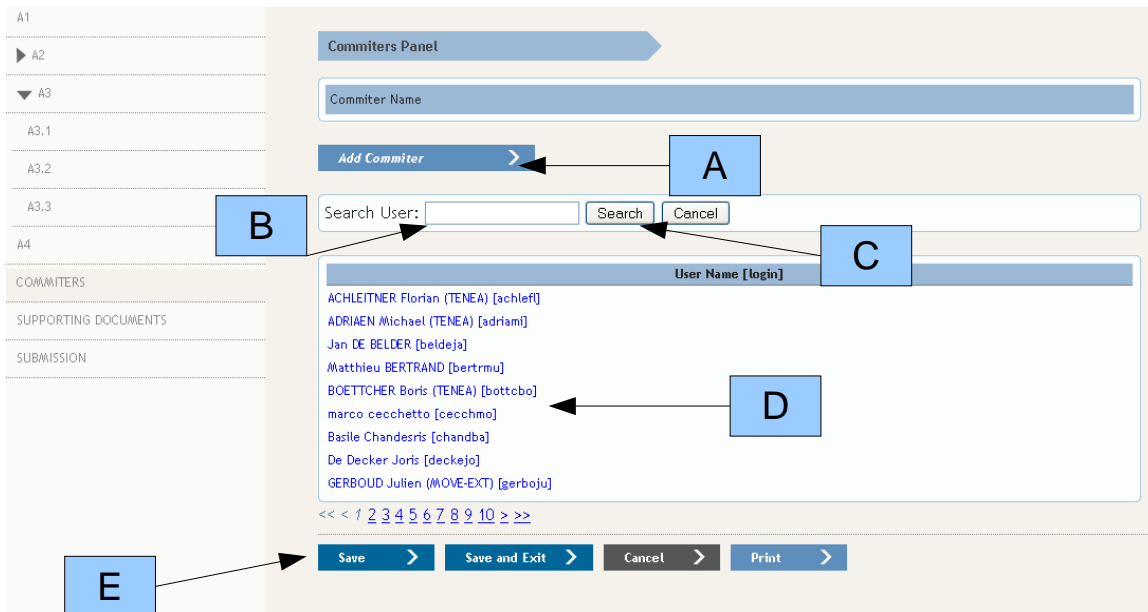 A1
A2
A3
A3.1
A3.2
A3.3
A4
COMMITERS
SUPPORTING DOCUMENTS
SUBMISSION
Commiters Panel
Commiter Name
Add Commiter
A
B
Search User: Search Cancel
C
User Name [login]
ACHLEITNER Florian (TENEA) [achlefl]
ADRIAEN Michael (TENEA) [adriami]
Jan DE BELDER [beldeja]
Matthieu BERTRAND [bertrmu]
BOETTCHER Boris (TENEA) [bottcbo]
D
marco cecchetto [cecchmo]
Basile Chandesris [chandba]
De Decker Joris [deckejo]
GERBOUD Julien (MOVE-EXT) [gerboju]
<< < 1 2 3 4 5 6 7 8 9 10 > >>
Save Save and Exit Cancel Print
E